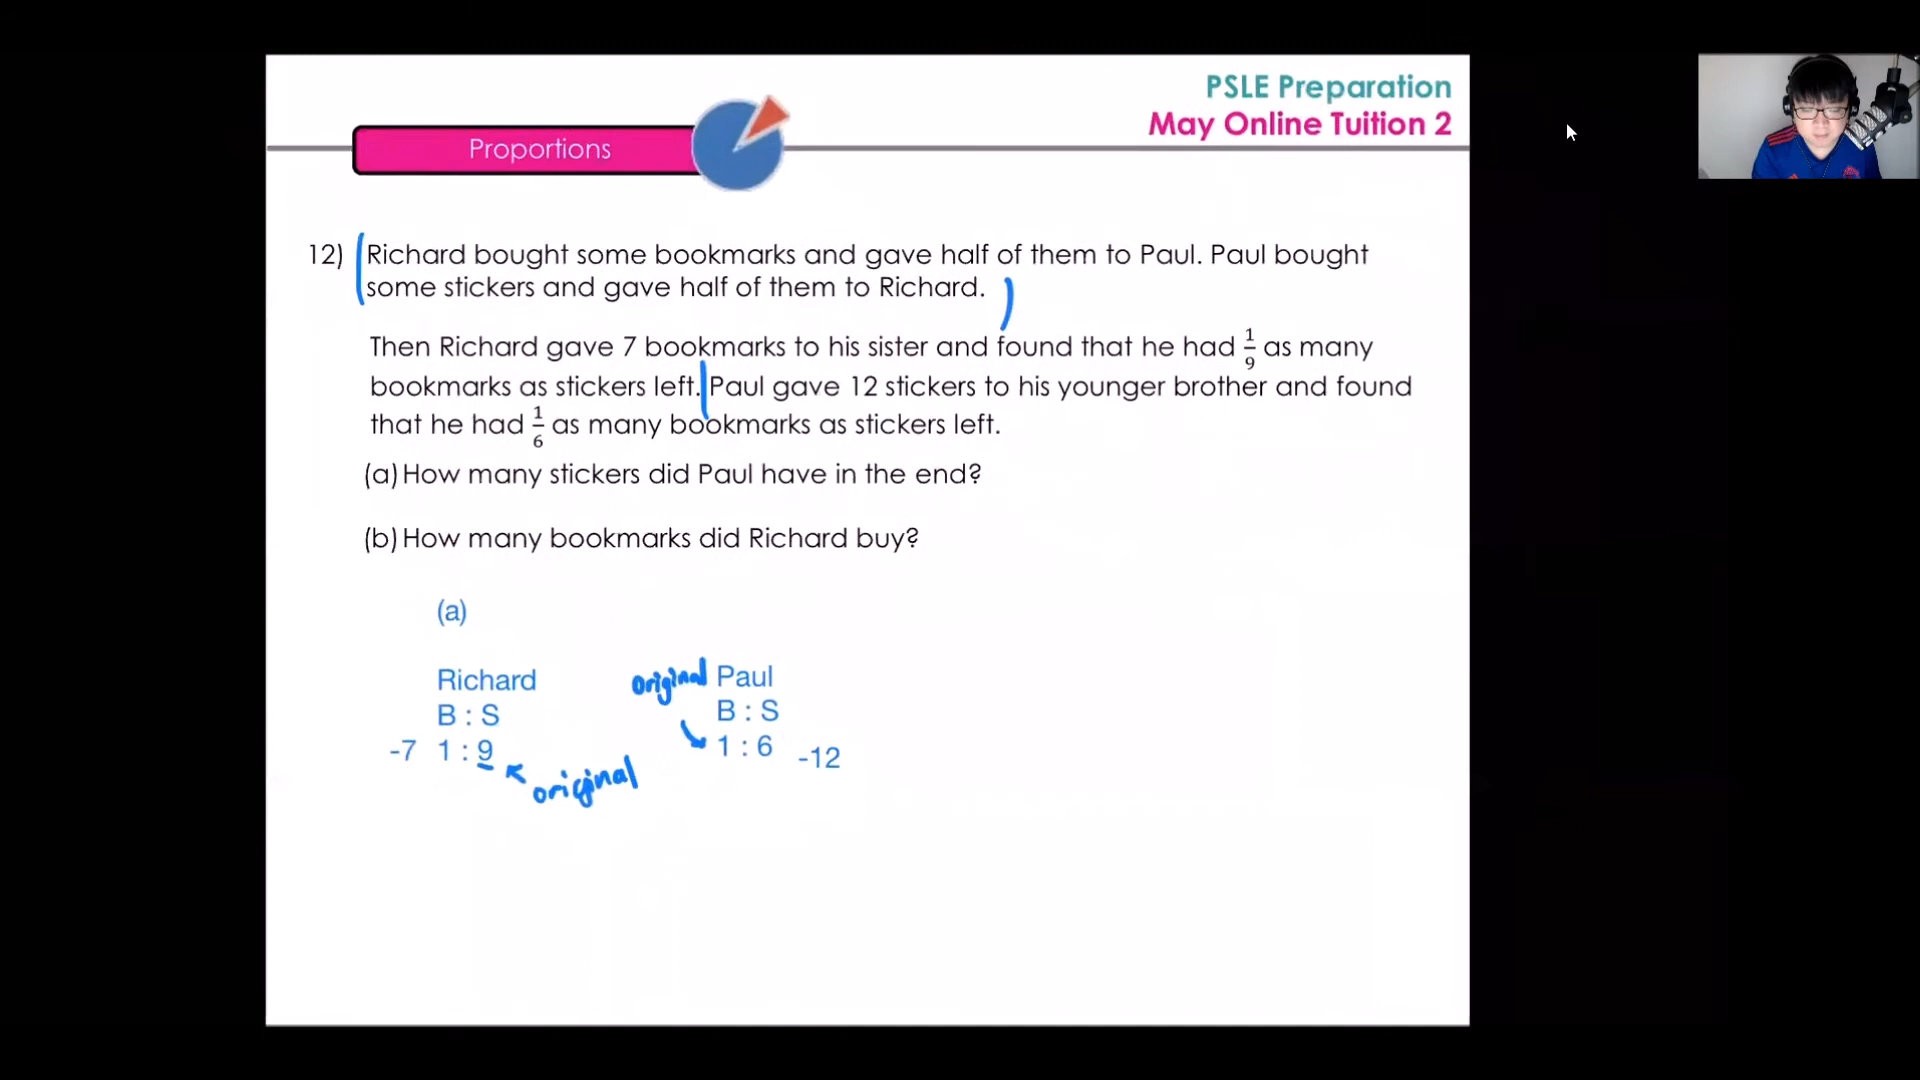 PSLE Preparation
May Online Tuition 2
Proportions
12) Richard bought some bookmarks and gave half of them to Paul. Paul bought
some stickers and gave half of them to Richard.
Then Richard gave 7 bookmarks to his sister and found that he had 1/9 as many
bookmarks as stickers left. Paul gave 12 stickers to his younger brother and found
that he had 1/6 as many bookmarks as stickers left.
(a) How many stickers did Paul have in the end?
(b) How many bookmarks did Richard buy?
(a)
Richard
B : S
-7 1 : 9
original
original Paul
B : S
1 : 6 -12